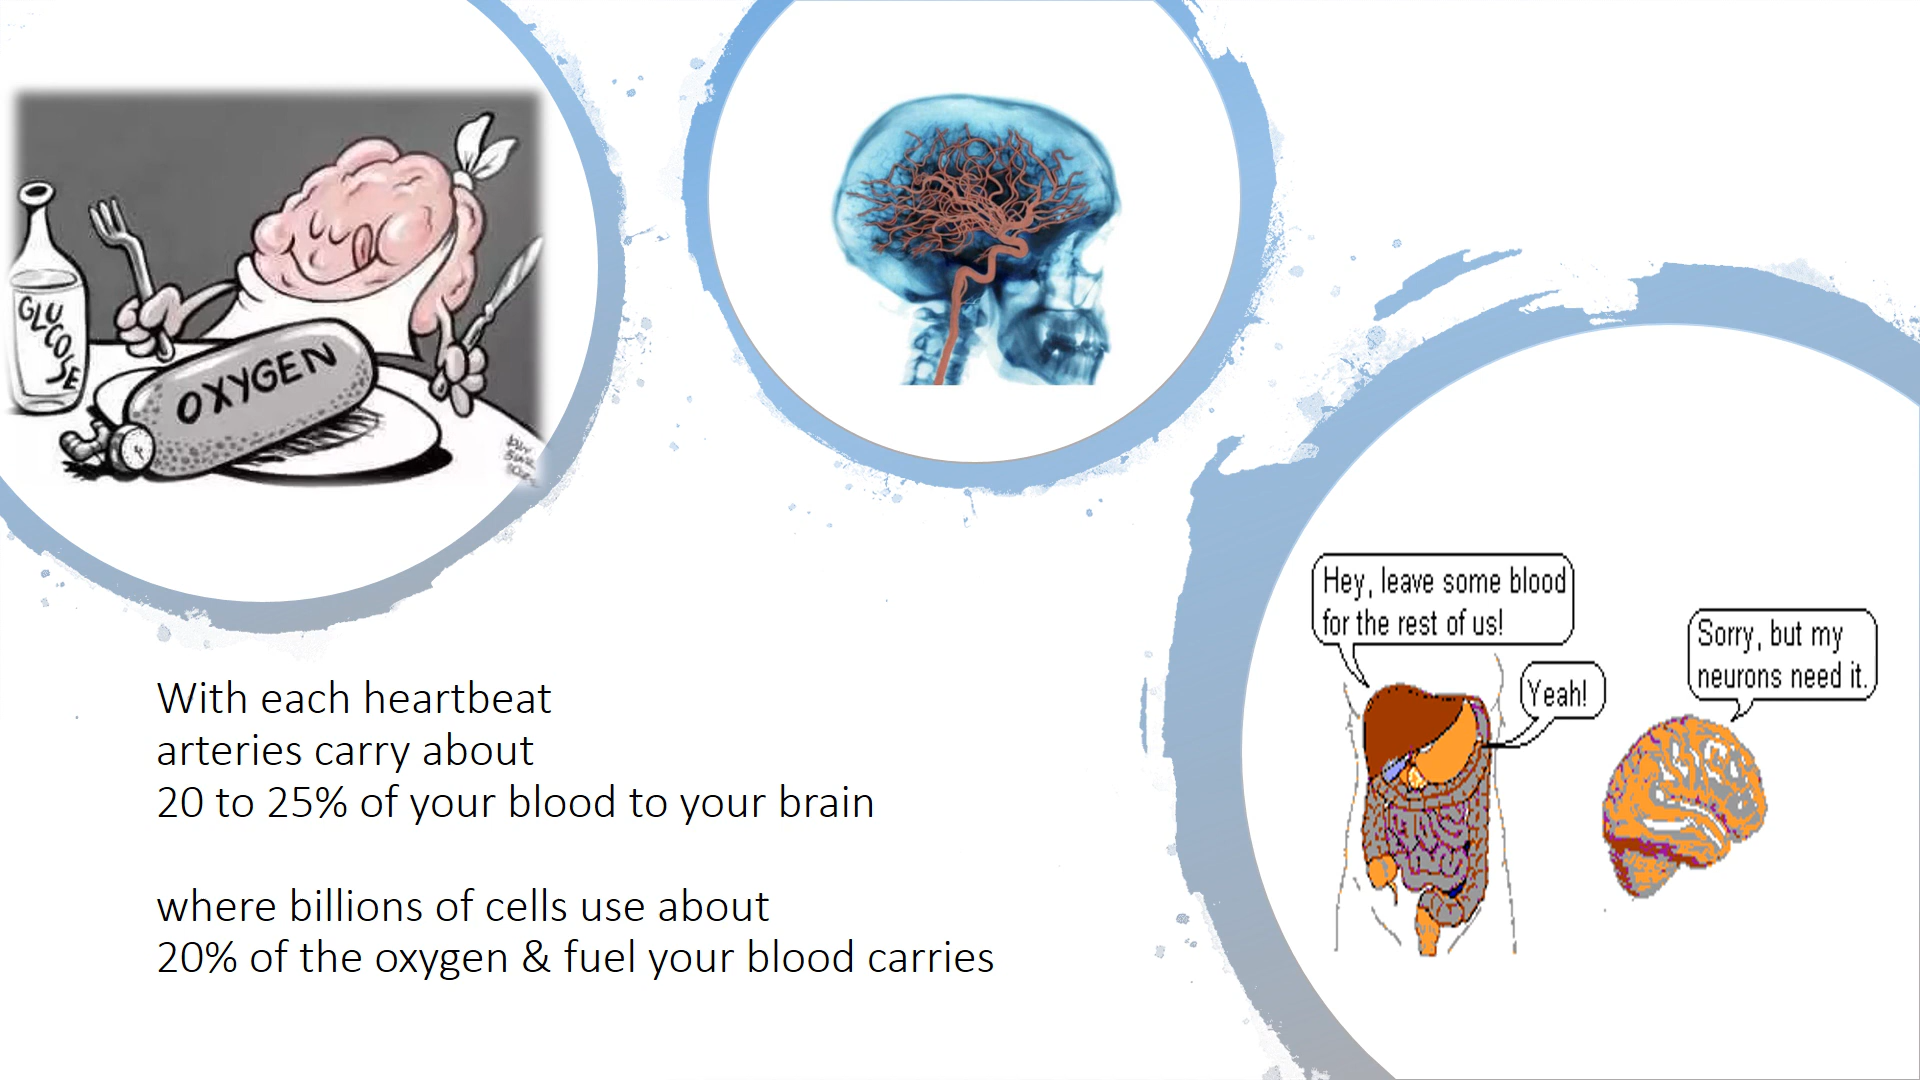 GLUCOSE
OXYGEN
Hey, leave some blood
for the rest of us!
Yeah!
Sorry, but my
neurons need it.
With each heartbeat
arteries carry about
20 to 25% of your blood to your brain
where billions of cells use about
20% of the oxygen & fuel your blood carries